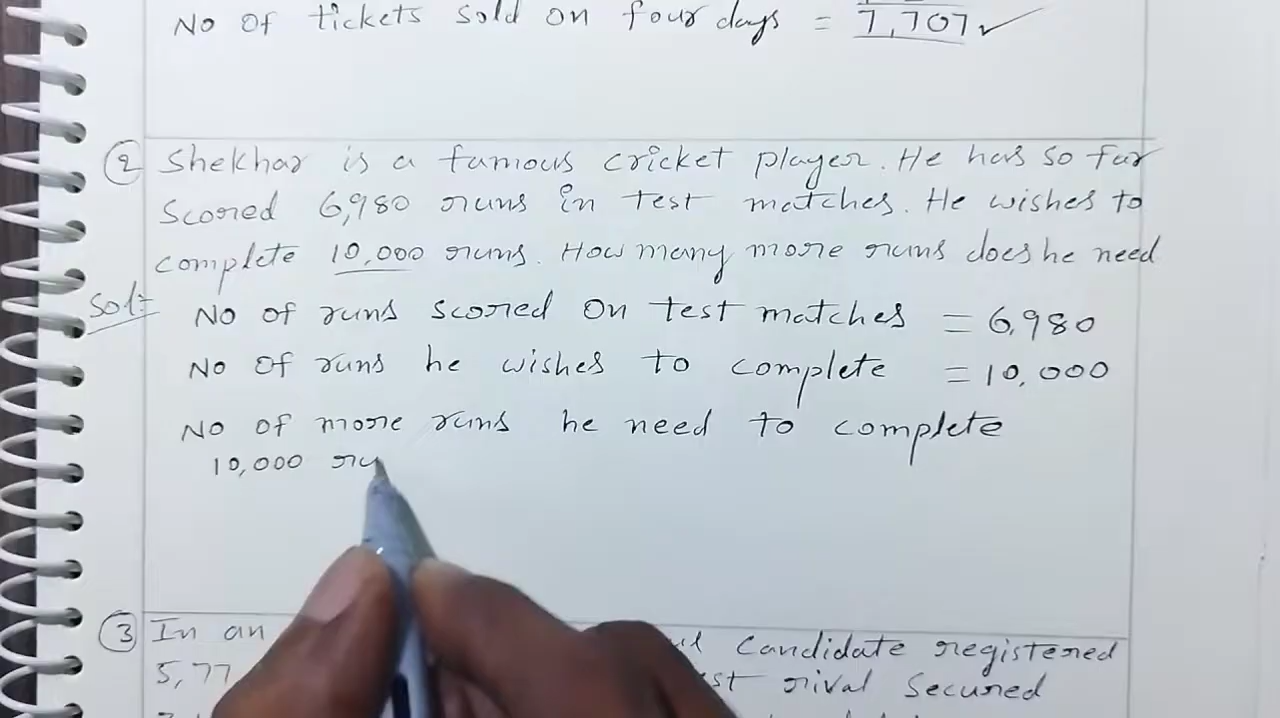 No Of tickets sold on four days = 7,707 ✓
② Shekhar is a famous cricket player. He has so far
scored 6,980 runs in test matches. He wishes to
complete 10,000 runs. How many more runs does he need
Sol:-
No of runs scored on test matches = 6,980
No of runs he wishes to complete = 10,000
No of more runs he need to complete
10,000 ru
③ In an candidate registered
5,77 rival secured